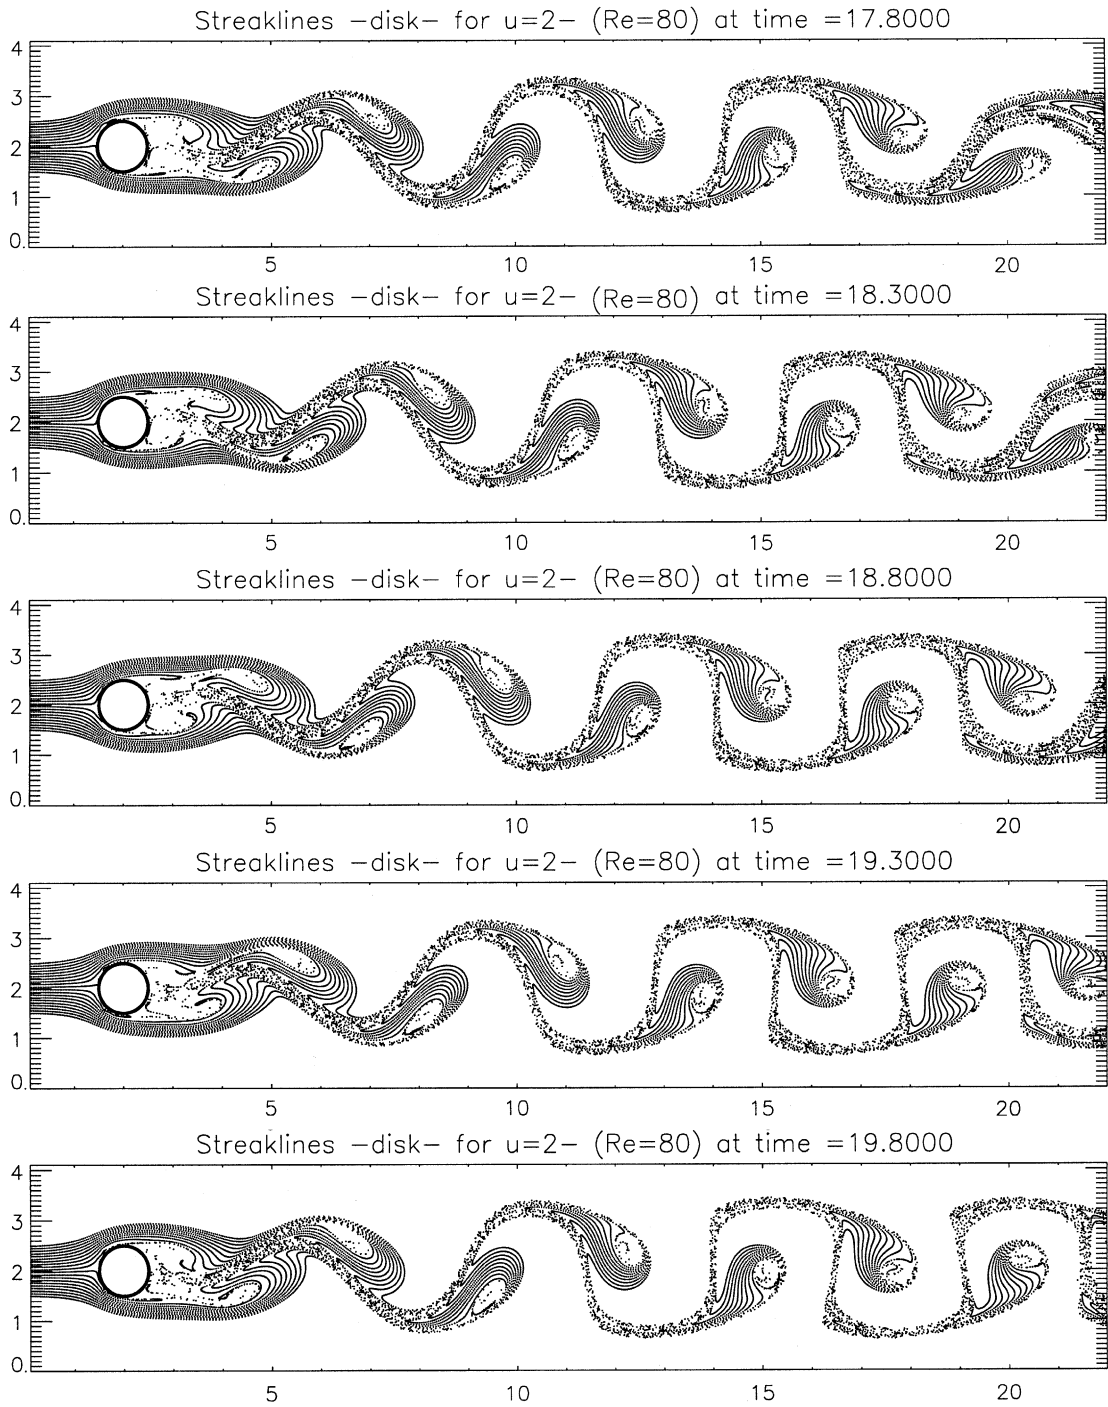 Streaklines -disk- for u=2- (Re=80) at time =17.8000
4
3
2
1
0.
5 10 15 20
Streaklines -disk- for u=2- (Re=80) at time =18.3000
4
3
2
1
0.
5 10 15 20
Streaklines -disk- for u=2- (Re=80) at time =18.8000
4
3
2
1
0.
5 10 15 20
Streaklines -disk- for u=2- (Re=80) at time =19.3000
4
3
2
1
0.
5 10 15 20
Streaklines -disk- for u=2- (Re=80) at time =19.8000
4
3
2
1
0.
5 10 15 20